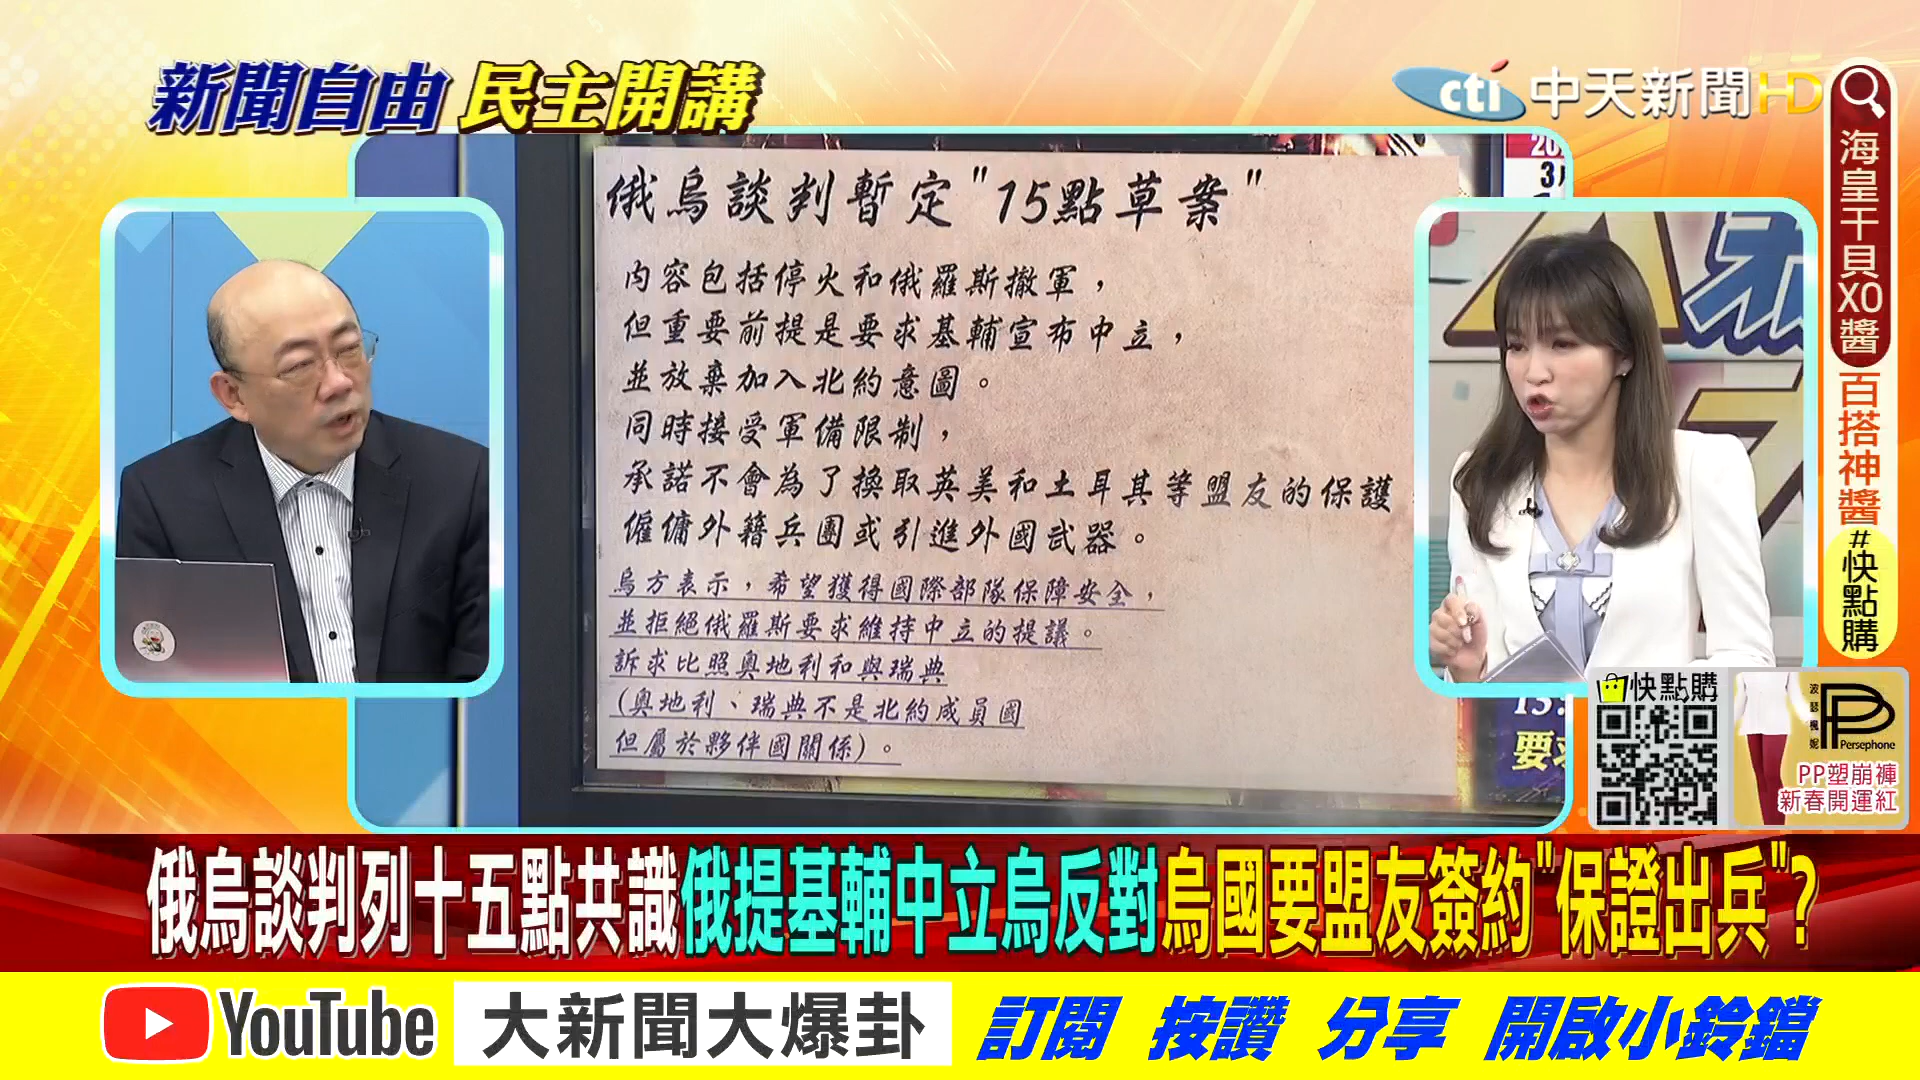 新聞自由 民主開講
cti 中天新聞HD
俄烏談判暫定"15點草案"
內容包括停火和俄羅斯撤軍，
但重要前提是要求基輔宣布中立，
並放棄加入北約意圖。
同時接受軍備限制，
承諾不會為了換取英美和土耳其等盟友的保護
僱傭外籍兵團或引進外國武器。
烏方表示，希望獲得國際部隊保障安全，
並拒絕俄羅斯要求維持中立的提議。
訴求比照奧地利和與瑞典
(奧地利、瑞典不是北約成員國
但屬於夥伴國關係)。
海皇干貝XO醬
百搭神醬
#快點購
快點購
波瑟楓妮
PP
Persephone
PP塑崩褲
新春開運紅
俄烏談判列十五點共識俄提基輔中立烏反對烏國要盟友簽約"保證出兵"?
YouTube 大新聞大爆卦 訂閱 按讚 分享 開啟小鈴鐺